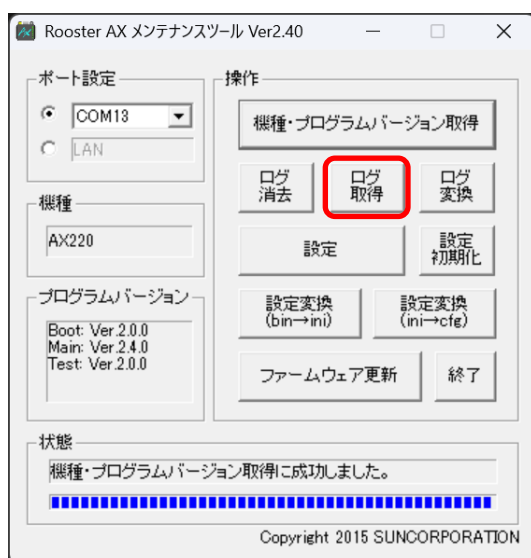 Rooster AX メンテナンスツール Ver2.40
ポート設定
COM13
LAN
機種
AX220
プログラムバージョン
Boot: Ver.2.0.0
Main: Ver.2.4.0
Test: Ver.2.0.0
操作
機種・プログラムバージョン取得
ログ
消去
ログ
取得
ログ
変換
設定
設定
初期化
設定変換
(bin→ini)
設定変換
(ini→cfg)
ファームウェア更新
終了
状態
機種・プログラムバージョン取得に成功しました。
Copyright 2015 SUNCORPORATION